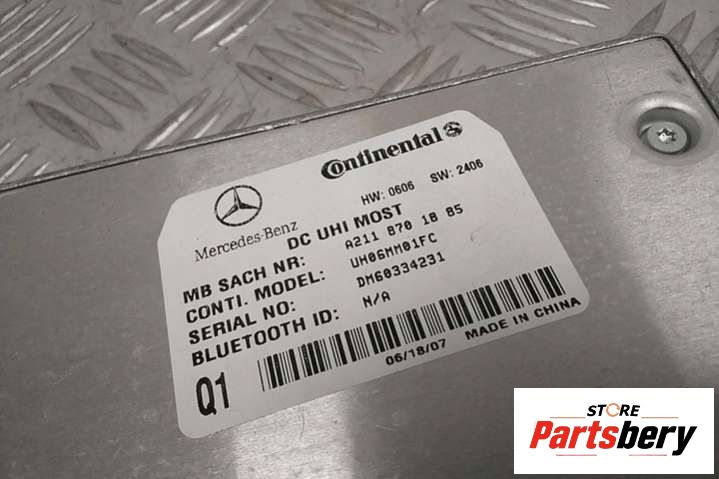 Continental
Mercedes-Benz
HW: 0606 SW: 2406
DC UHI MOST
MB SACH NR: A211 870 18 85
CONTI. MODEL: UH06MM01FC
SERIAL NO: DM60334231
BLUETOOTH ID: N/A
Q1
06/18/07 MADE IN CHINA
STORE
Partsbery